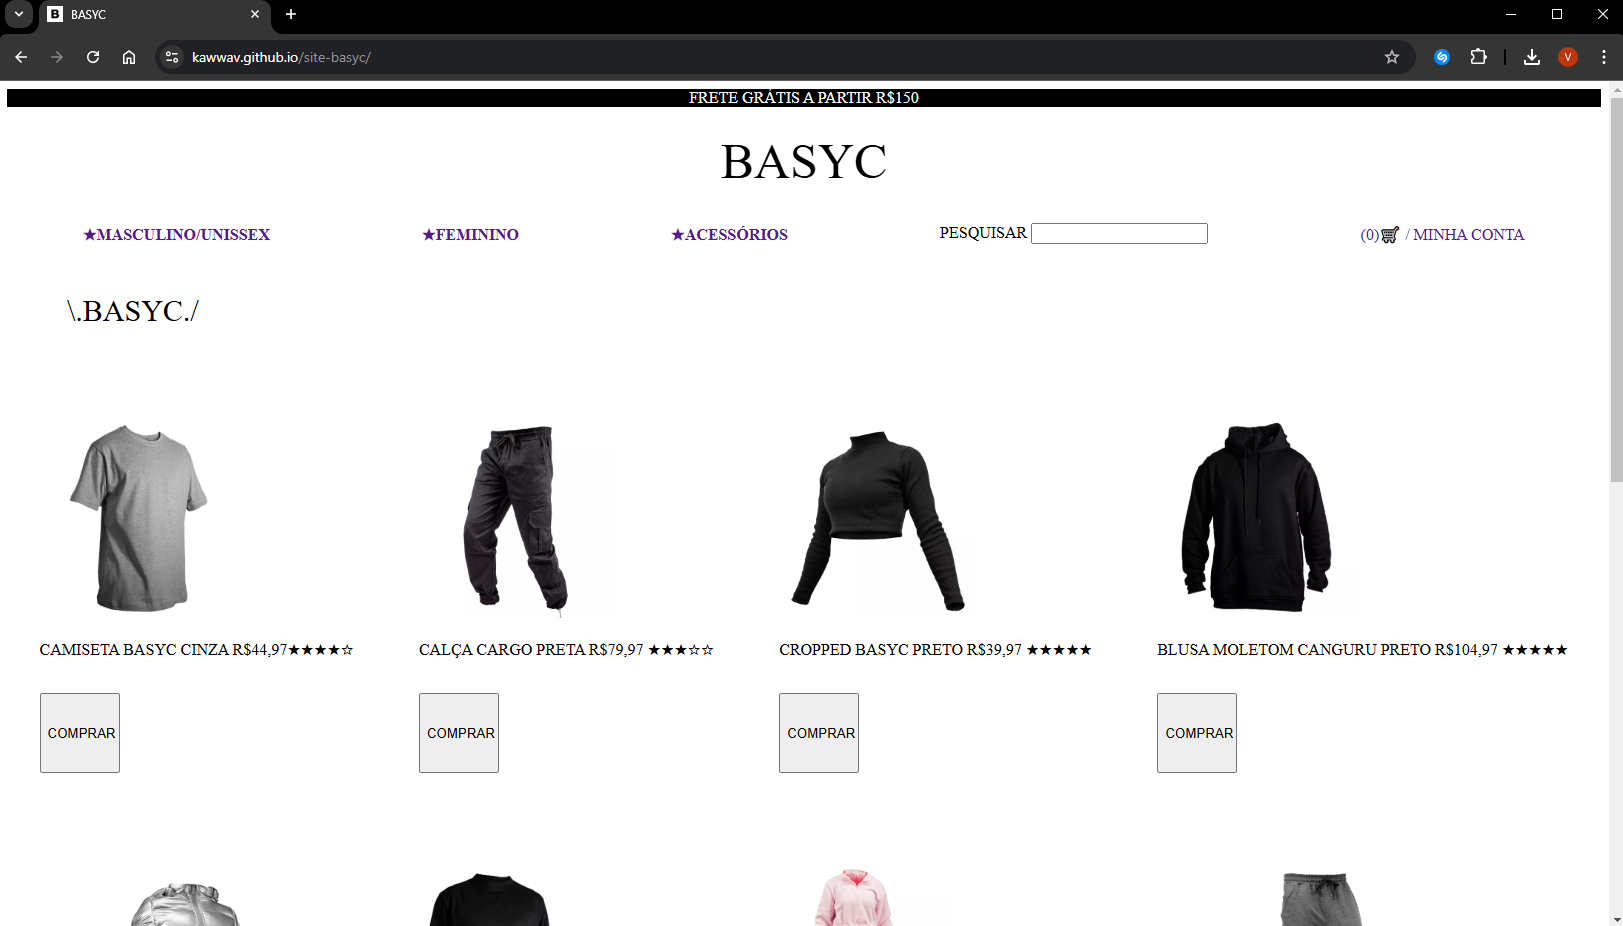 BASYC
kawwav.github.io/site-basyc/
V
FRETE GRÁTIS A PARTIR R$150
BASYC
★MASCULINO/UNISSEX ★FEMININO ★ACESSÓRIOS PESQUISAR (0)🛒 / MINHA CONTA
\.BASYC./
CAMISETA BASYC CINZA R$44,97★★★★☆ CALÇA CARGO PRETA R$79,97 ★★★☆☆ CROPPED BASYC PRETO R$39,97 ★★★★★ BLUSA MOLETOM CANGURU PRETO R$104,97 ★★★★★
COMPRAR COMPRAR COMPRAR COMPRAR